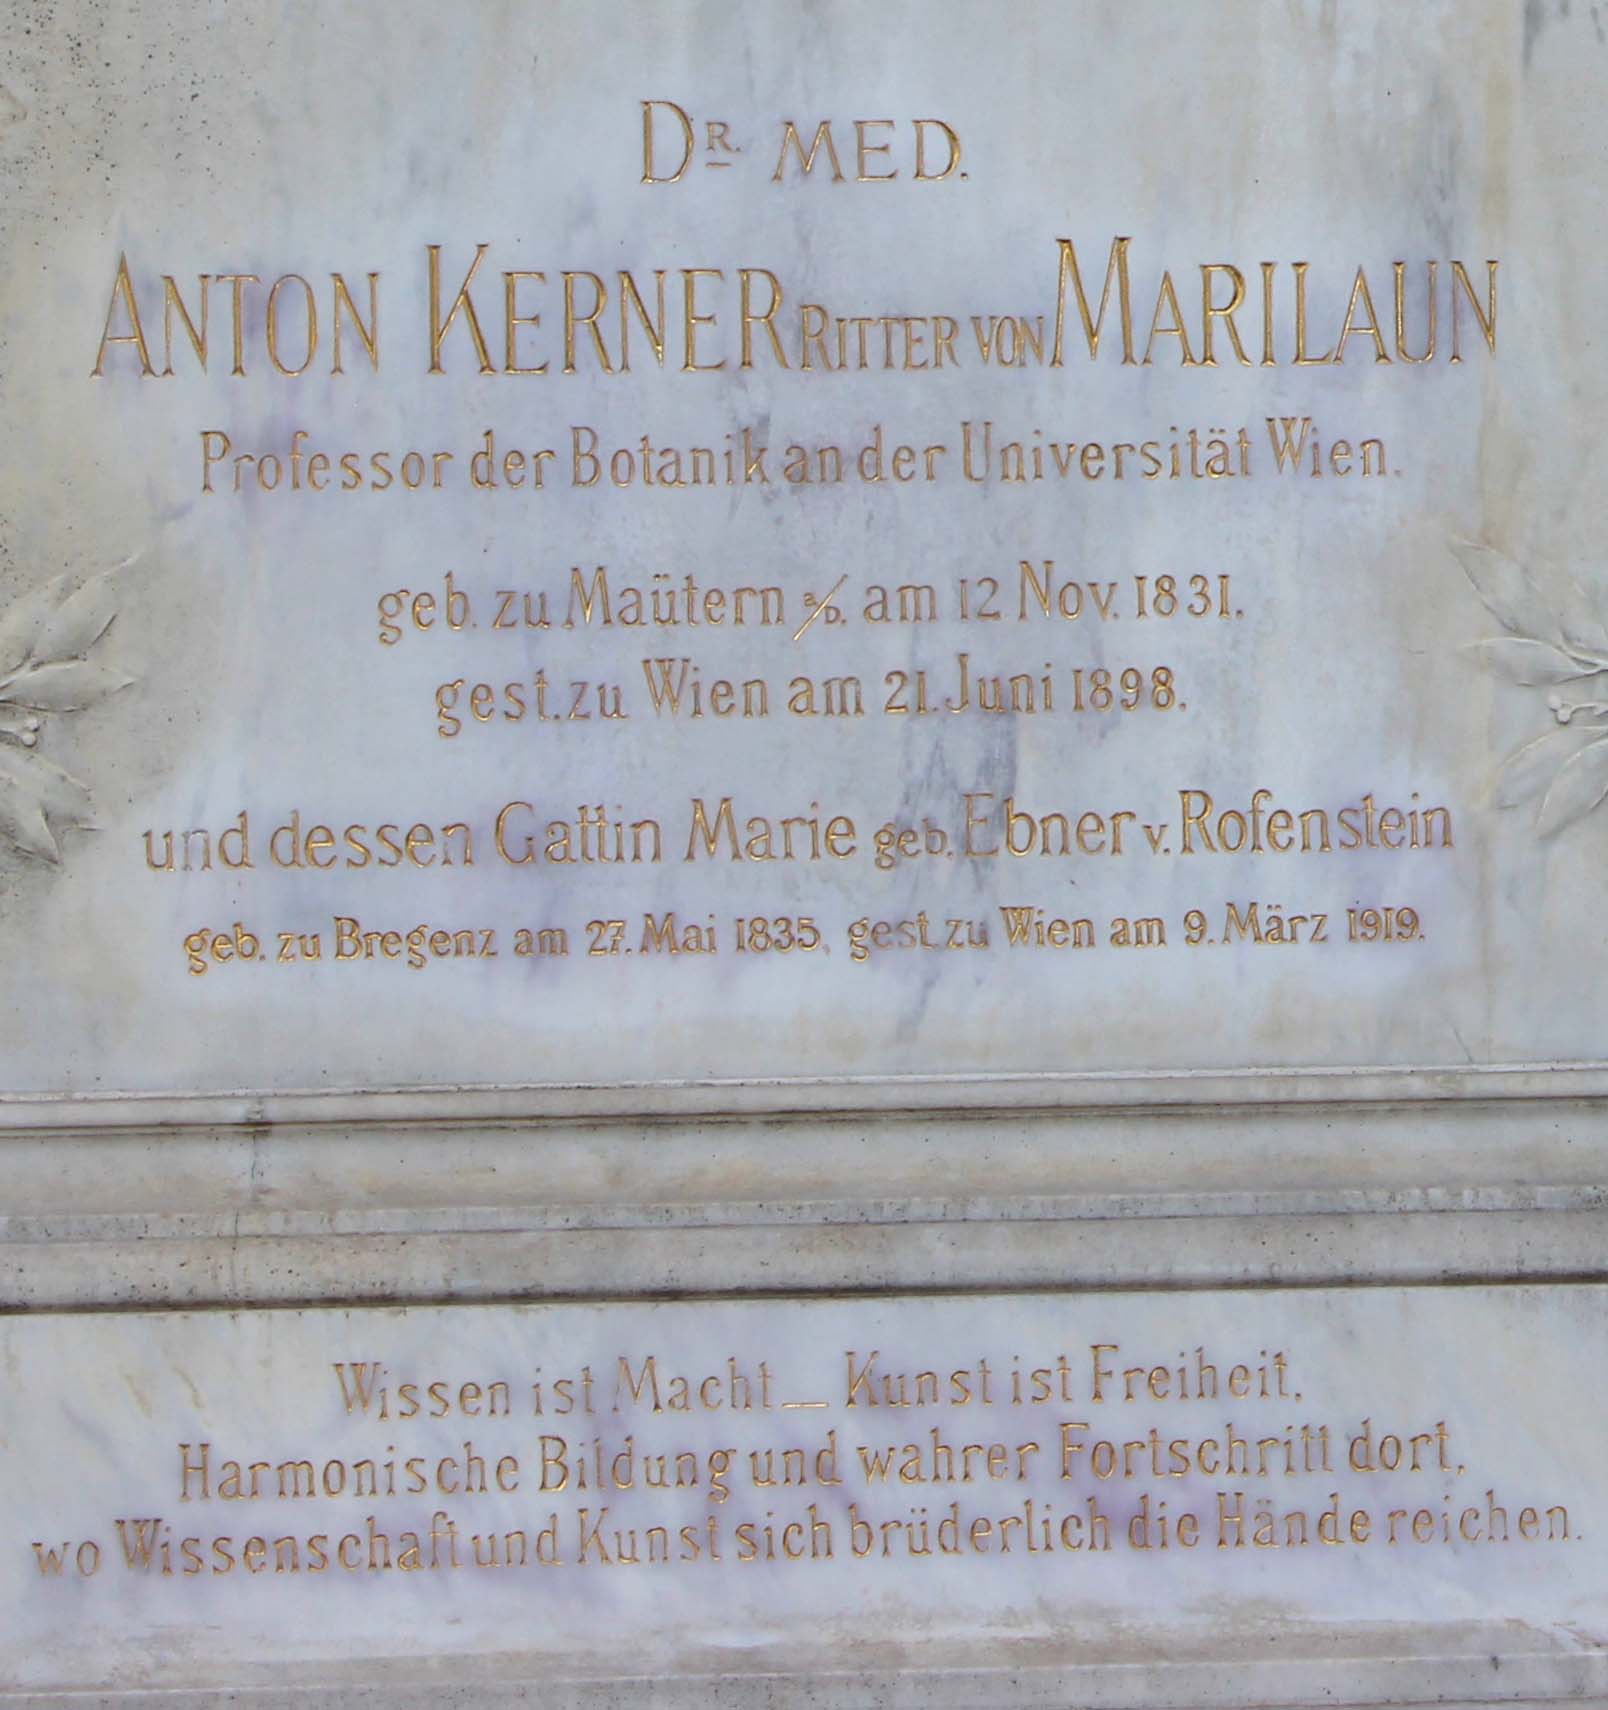 DR. MED.
ANTON KERNER RITTER VON MARILAUN
Professor der Botanik an der Universität Wien.
geb. zu Maütern a/D. am 12 Nov. 1831.
gest. zu Wien am 21. Juni 1898.
und dessen Gattin Marie geb. Ebner v. Rofenstein
geb. zu Bregenz am 27. Mai 1835, gest. zu Wien am 9. März 1919.
Wissen ist Macht _ Kunst ist Freiheit.
Harmonische Bildung und wahrer Fortschritt dort,
wo Wissenschaft und Kunst sich brüderlich die Hände reichen.